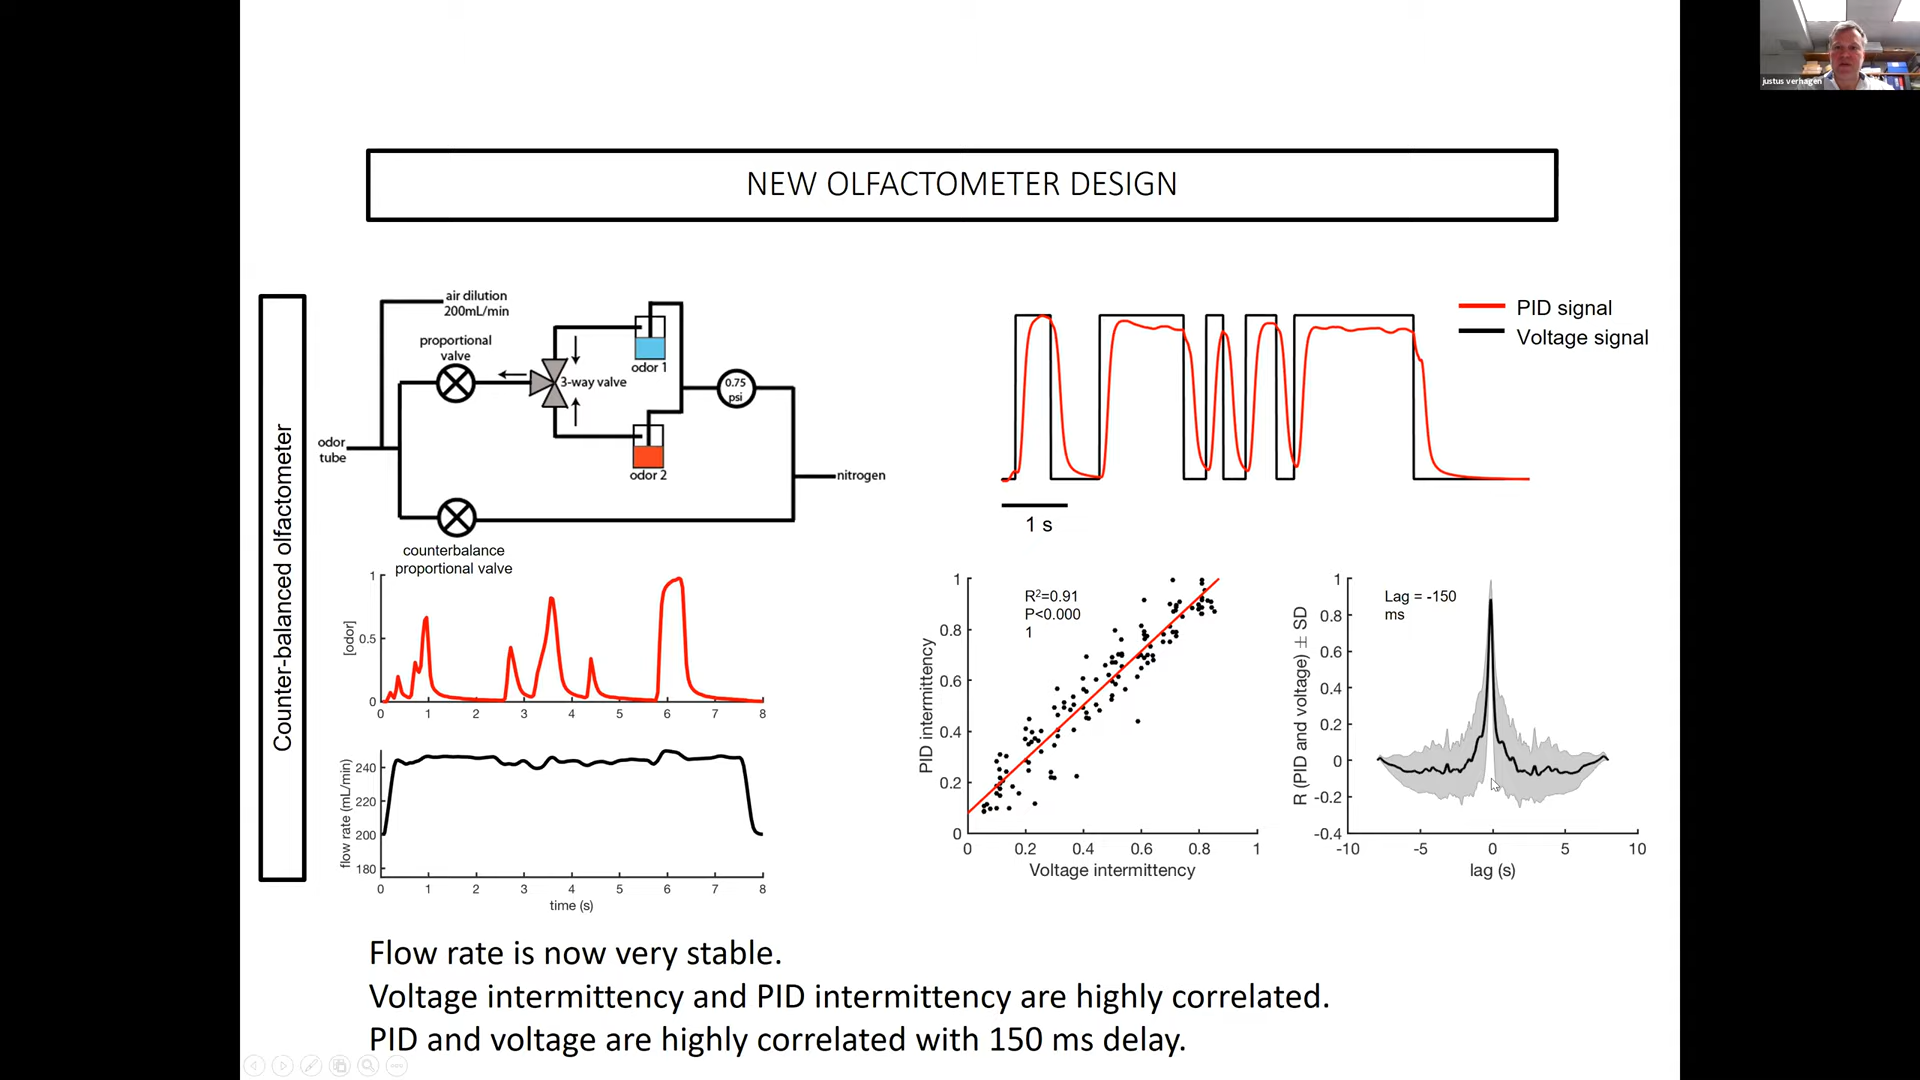 justus verhagen
NEW OLFACTOMETER DESIGN
Counter-balanced olfactometer
air dilution
200mL/min
proportional
valve
3-way valve
odor 1
0.75
psi
odor
tube
odor 2
nitrogen
counterbalance
proportional valve
PID signal
Voltage signal
1 s
1
0.5
0
[odor]
0 1 2 3 4 5 6 7 8
240
220
200
180
flow rate (mL/min)
0 1 2 3 4 5 6 7 8
time (s)
R²=0.91
P<0.000
1
1
0.8
0.6
0.4
0.2
0
PID intermittency
0 0.2 0.4 0.6 0.8 1
Voltage intermittency
Lag = -150
ms
1
0.8
0.6
0.4
0.2
0
-0.2
-0.4
R (PID and voltage) ± SD
-10 -5 0 5 10
lag (s)
Flow rate is now very stable.
Voltage intermittency and PID intermittency are highly correlated.
PID and voltage are highly correlated with 150 ms delay.